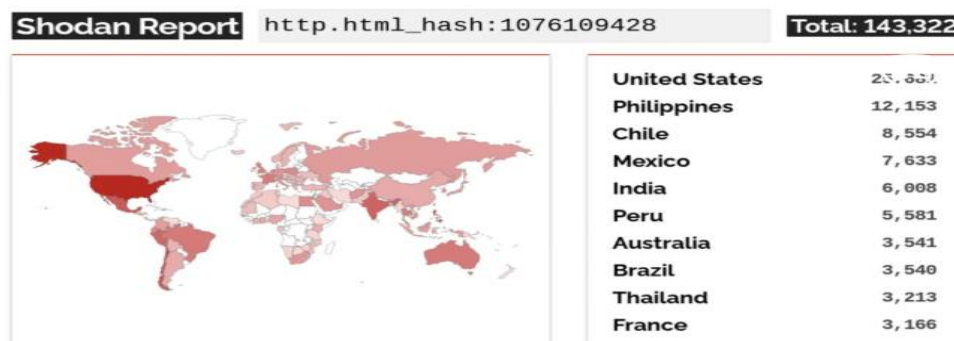 Shodan Report http.html_hash:1076109428 Total: 143,322
United States
Philippines 12,153
Chile 8,554
Mexico 7,633
India 6,008
Peru 5,581
Australia 3,541
Brazil 3,540
Thailand 3,213
France 3,166